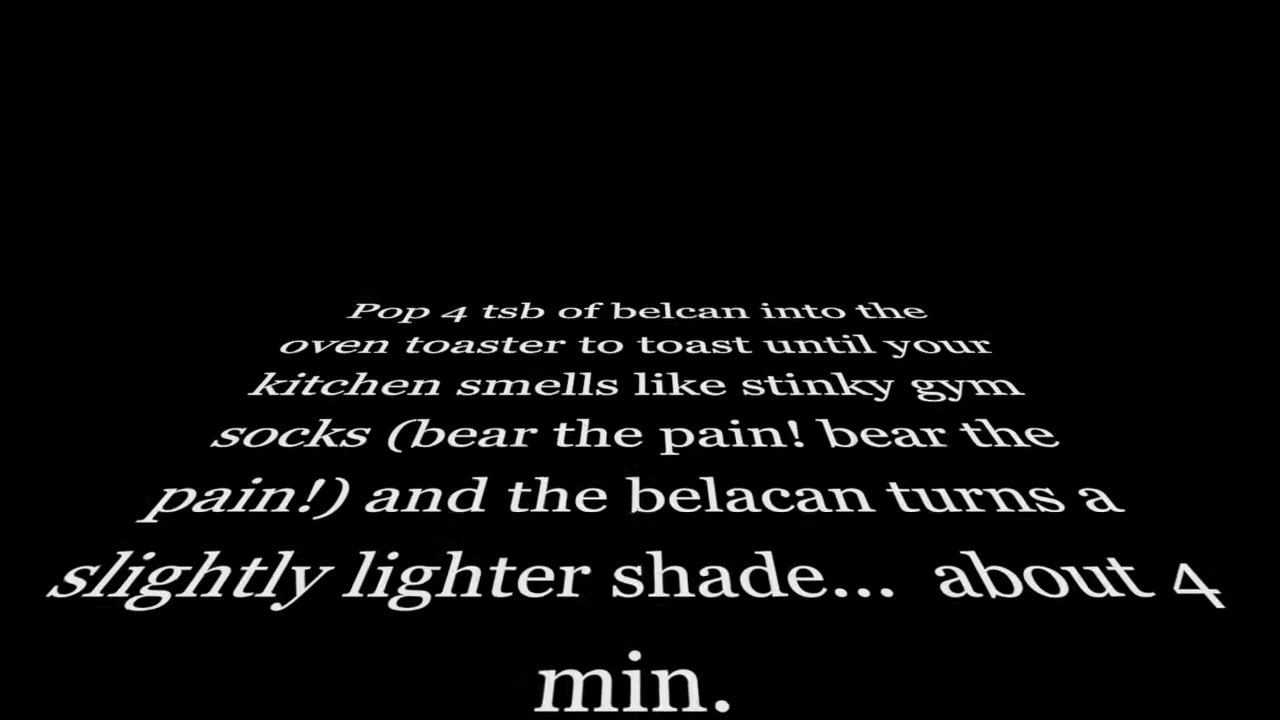 Pop 4 tsb of belcan into the
oven toaster to toast until your
kitchen smells like stinky gym
socks (bear the pain! bear the
pain!) and the belacan turns a
slightly lighter shade... about 4
min.